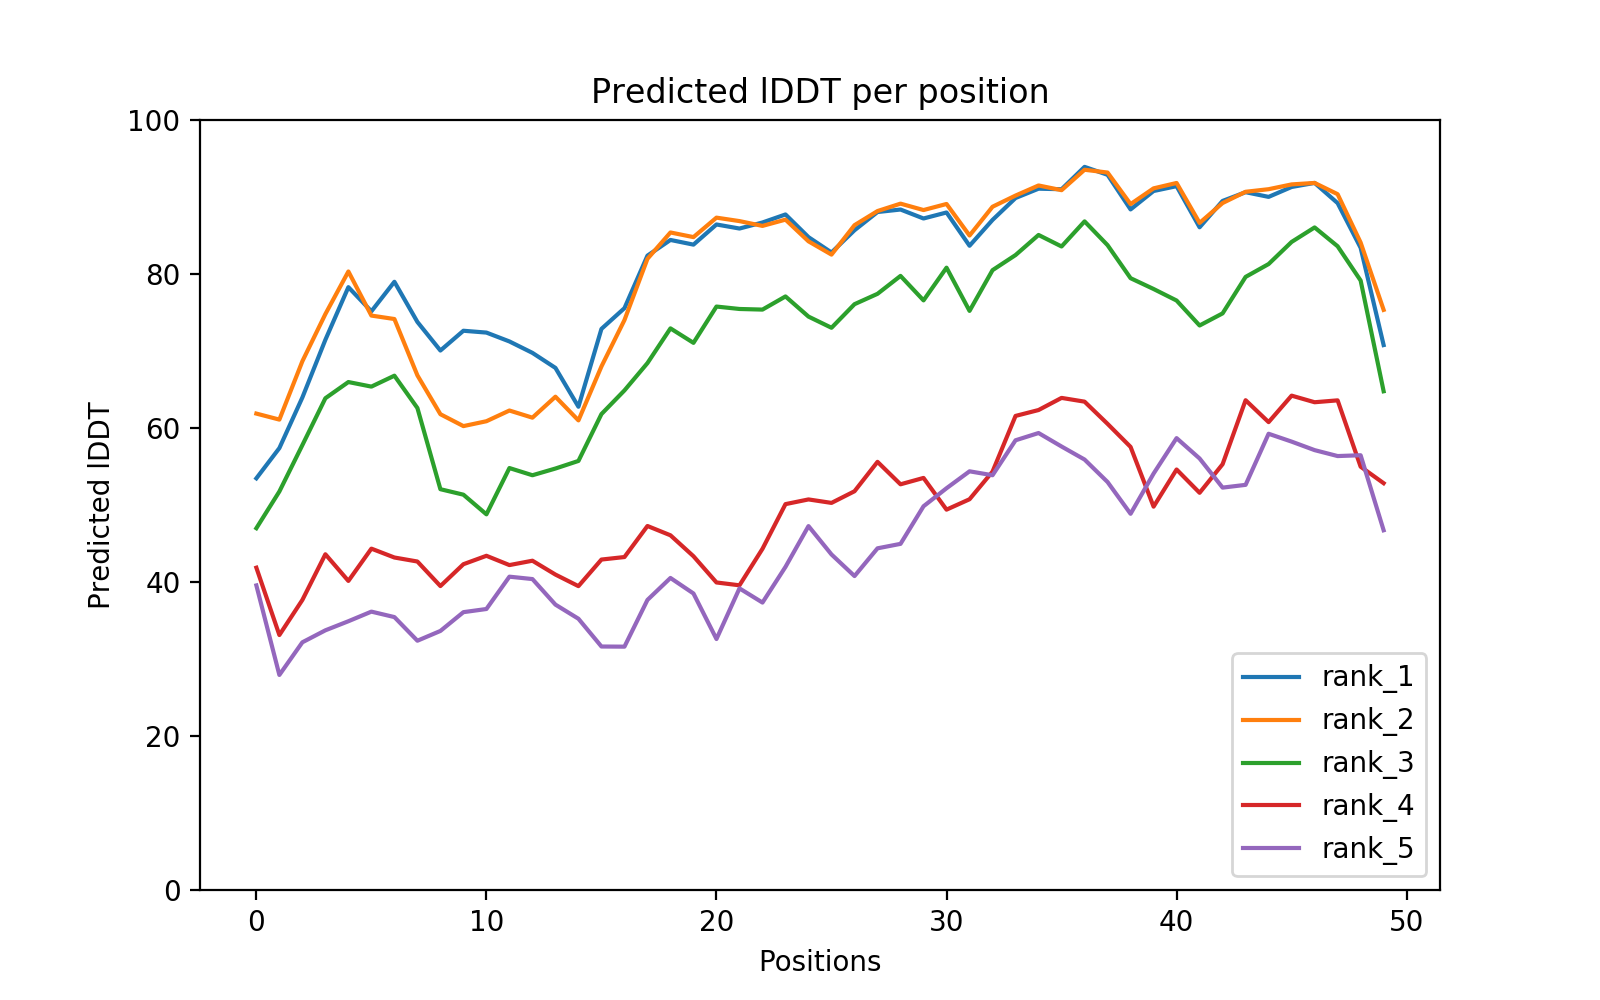 Predicted lDDT per position
100
80
60
40
20
0
Predicted lDDT
0 10 20 30 40 50
Positions
rank_1
rank_2
rank_3
rank_4
rank_5